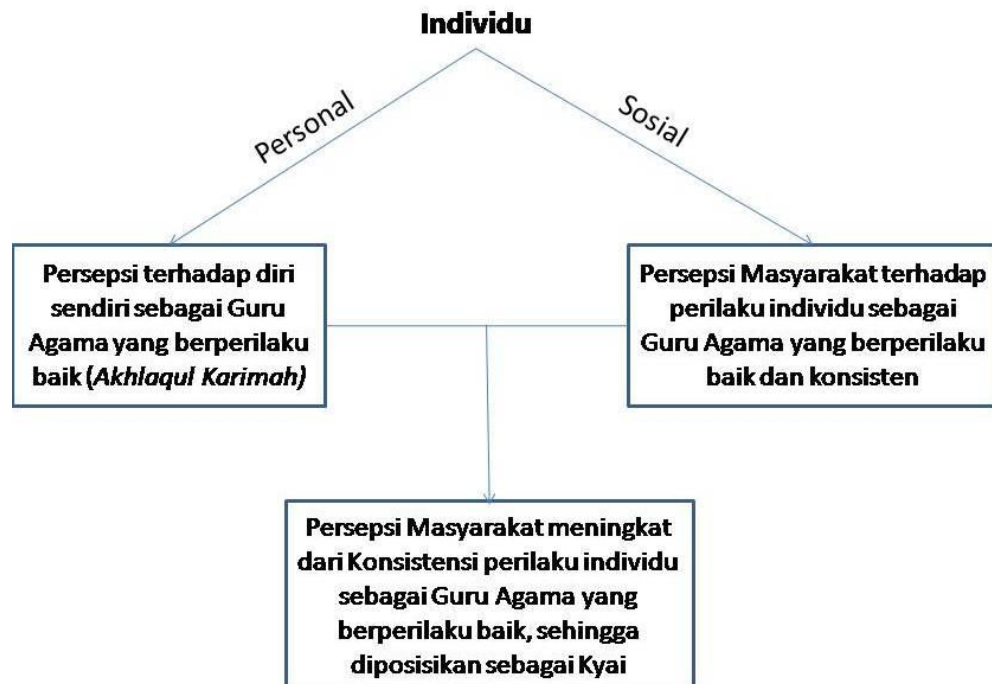 Individu
Personal
Sosial
Persepsi terhadap diri
sendiri sebagai Guru
Agama yang berperilaku
baik (Akhlaqul Karimah)
Persepsi Masyarakat terhadap
perilaku individu sebagai
Guru Agama yang berperilaku
baik dan konsisten
Persepsi Masyarakat meningkat
dari Konsistensi perilaku individu
sebagai Guru Agama yang
berperilaku baik, sehingga
diposisikan sebagai Kyai